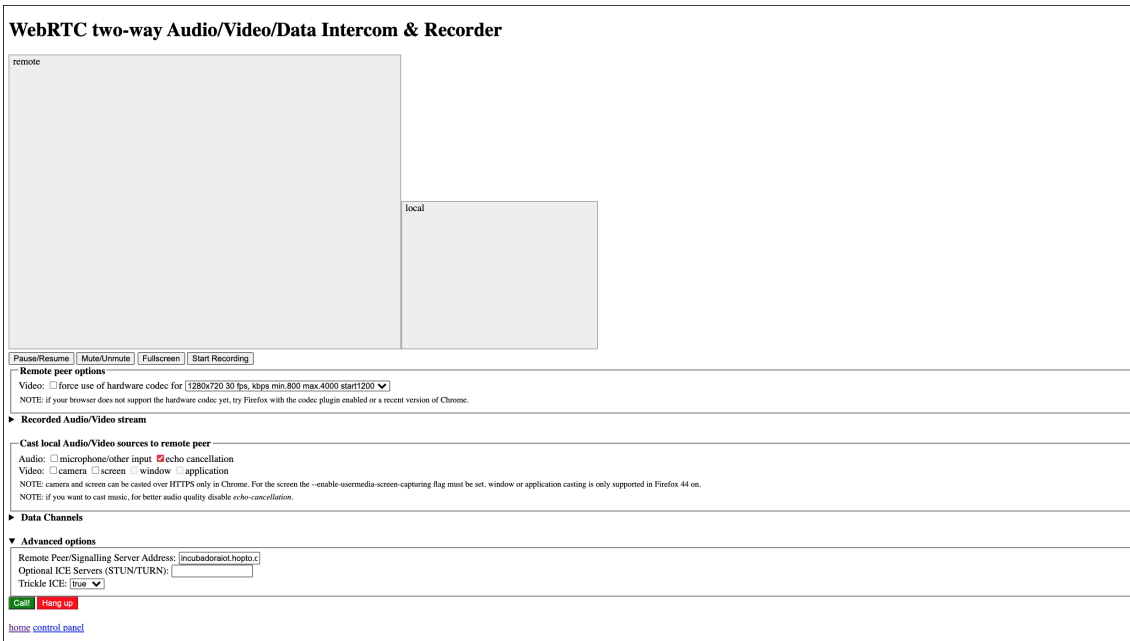 WebRTC two-way Audio/Video/Data Intercom & Recorder
remote
local
Pause/Resume Mute/Unmute Fullscreen Start Recording
Remote peer options
Video: force use of hardware codec for 1280x720 30 fps, kbps min.800 max.4000 start1200
NOTE: if your browser does not support the hardware codec yet, try Firefox with the codec plugin enabled or a recent version of Chrome.
Recorded Audio/Video stream
Cast local Audio/Video sources to remote peer
Audio: microphone/other input echo cancellation
Video: camera screen window application
NOTE: camera and screen can be casted over HTTPS only in Chrome. For the screen the --enable-usermedia-screen-capturing flag must be set. window or application casting is only supported in Firefox 44 on.
NOTE: if you want to cast music, for better audio quality disable echo-cancellation.
Data Channels
Advanced options
Remote Peer/Signalling Server Address: incubadoraiot.hopto.c
Optional ICE Servers (STUN/TURN):
Trickle ICE: true
Call! Hang up
home control panel